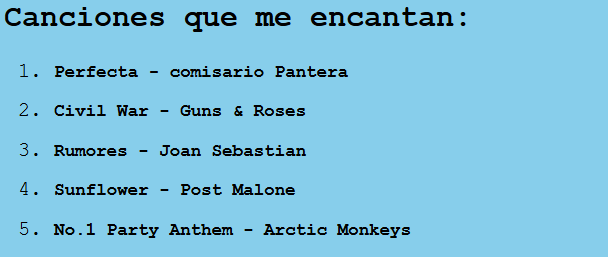 Canciones que me encantan:
1. Perfecta - comisario Pantera
2. Civil War - Guns & Roses
3. Rumores - Joan Sebastian
4. Sunflower - Post Malone
5. No.1 Party Anthem - Arctic Monkeys